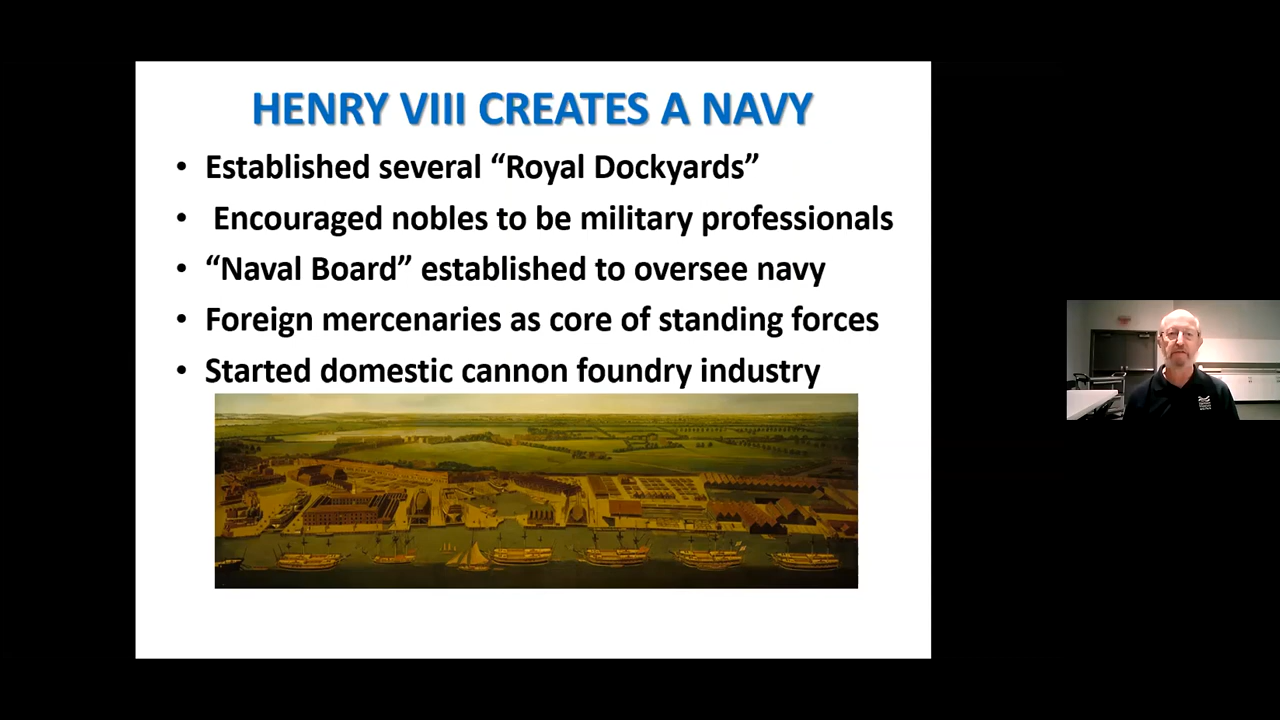 HENRY VIII CREATES A NAVY
• Established several “Royal Dockyards”
• Encouraged nobles to be military professionals
• “Naval Board” established to oversee navy
• Foreign mercenaries as core of standing forces
• Started domestic cannon foundry industry